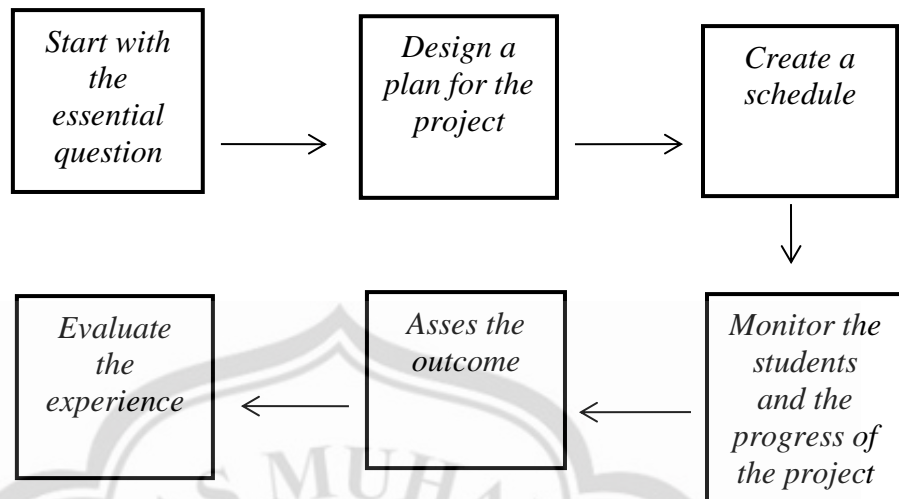 Start with
the
essential
question
Design a
plan for the
project
Create a
schedule
Monitor the
students
and the
progress of
the project
Asses the
outcome
Evaluate
the
experience
S MUHA